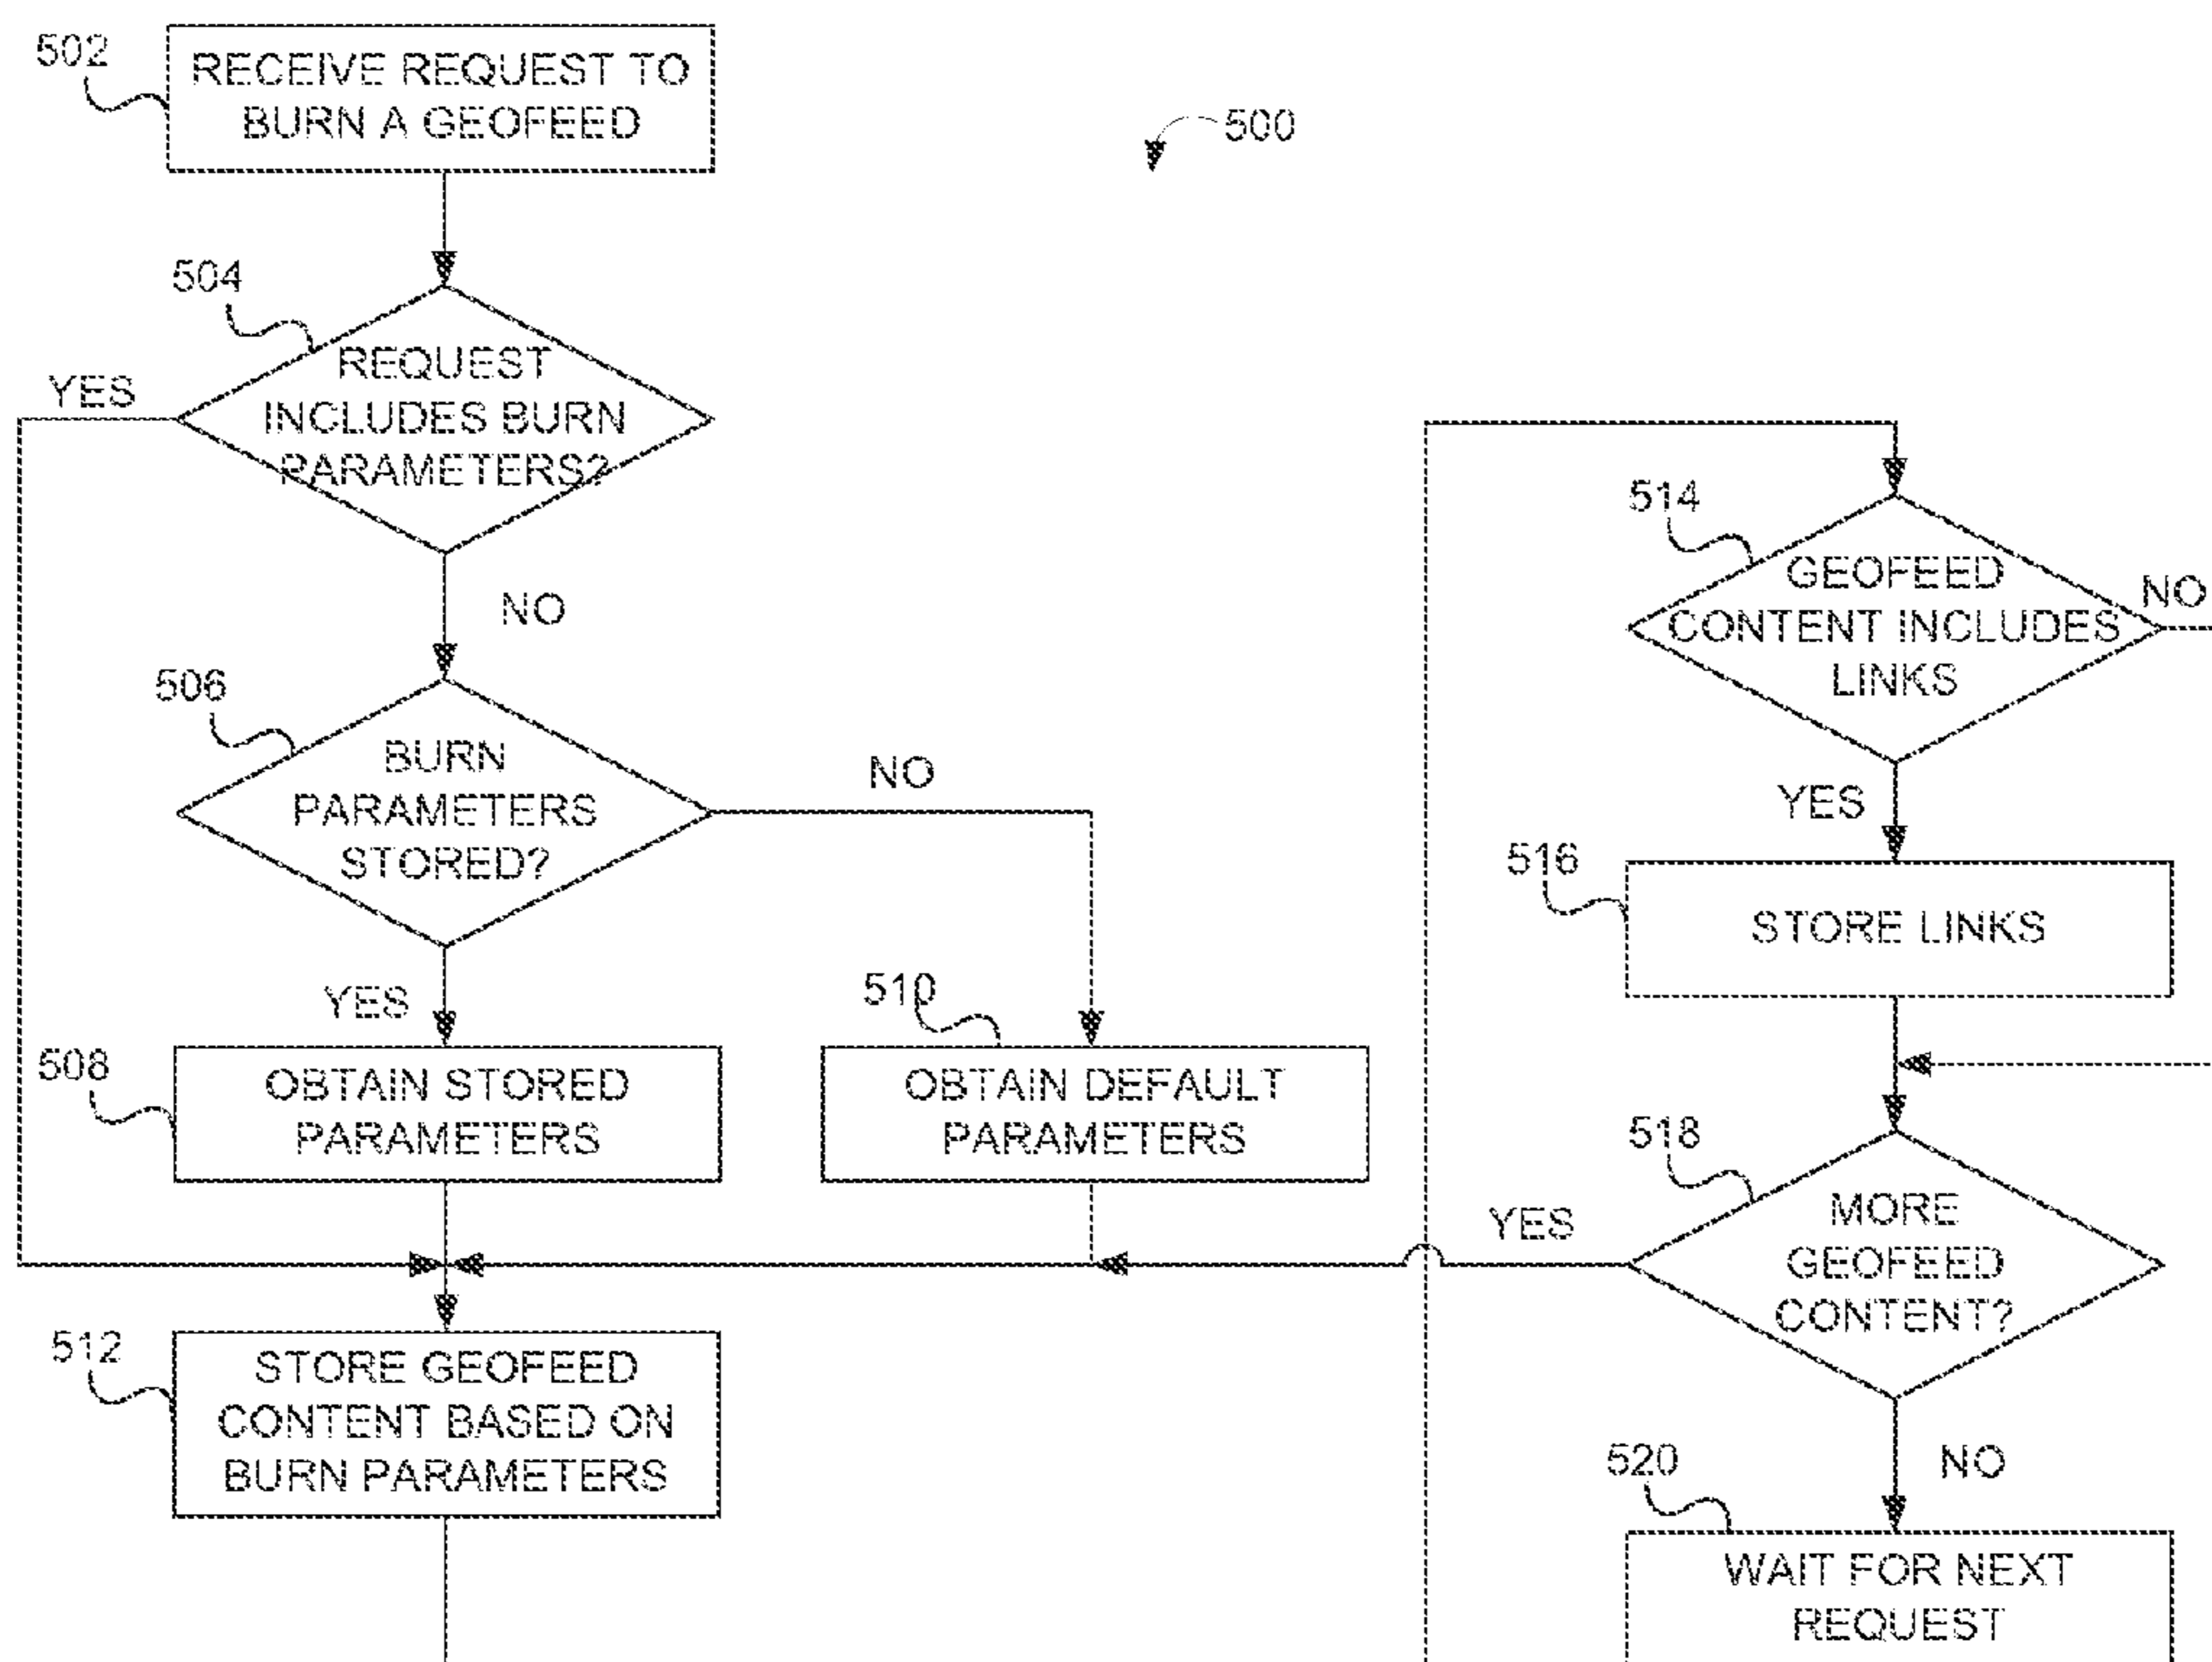 502
RECEIVE REQUEST TO
BURN A GEOFEED
500
504
REQUEST
INCLUDES BURN
PARAMETERS?
YES
NO
506
BURN
PARAMETERS
STORED?
NO
YES
508
OBTAIN STORED
PARAMETERS
510
OBTAIN DEFAULT
PARAMETERS
512
STORE GEOFEED
CONTENT BASED ON
BURN PARAMETERS
514
GEOFEED
CONTENT INCLUDES
LINKS
NO
YES
516
STORE LINKS
518
MORE
GEOFEED
CONTENT?
YES
NO
520
WAIT FOR NEXT
REQUEST